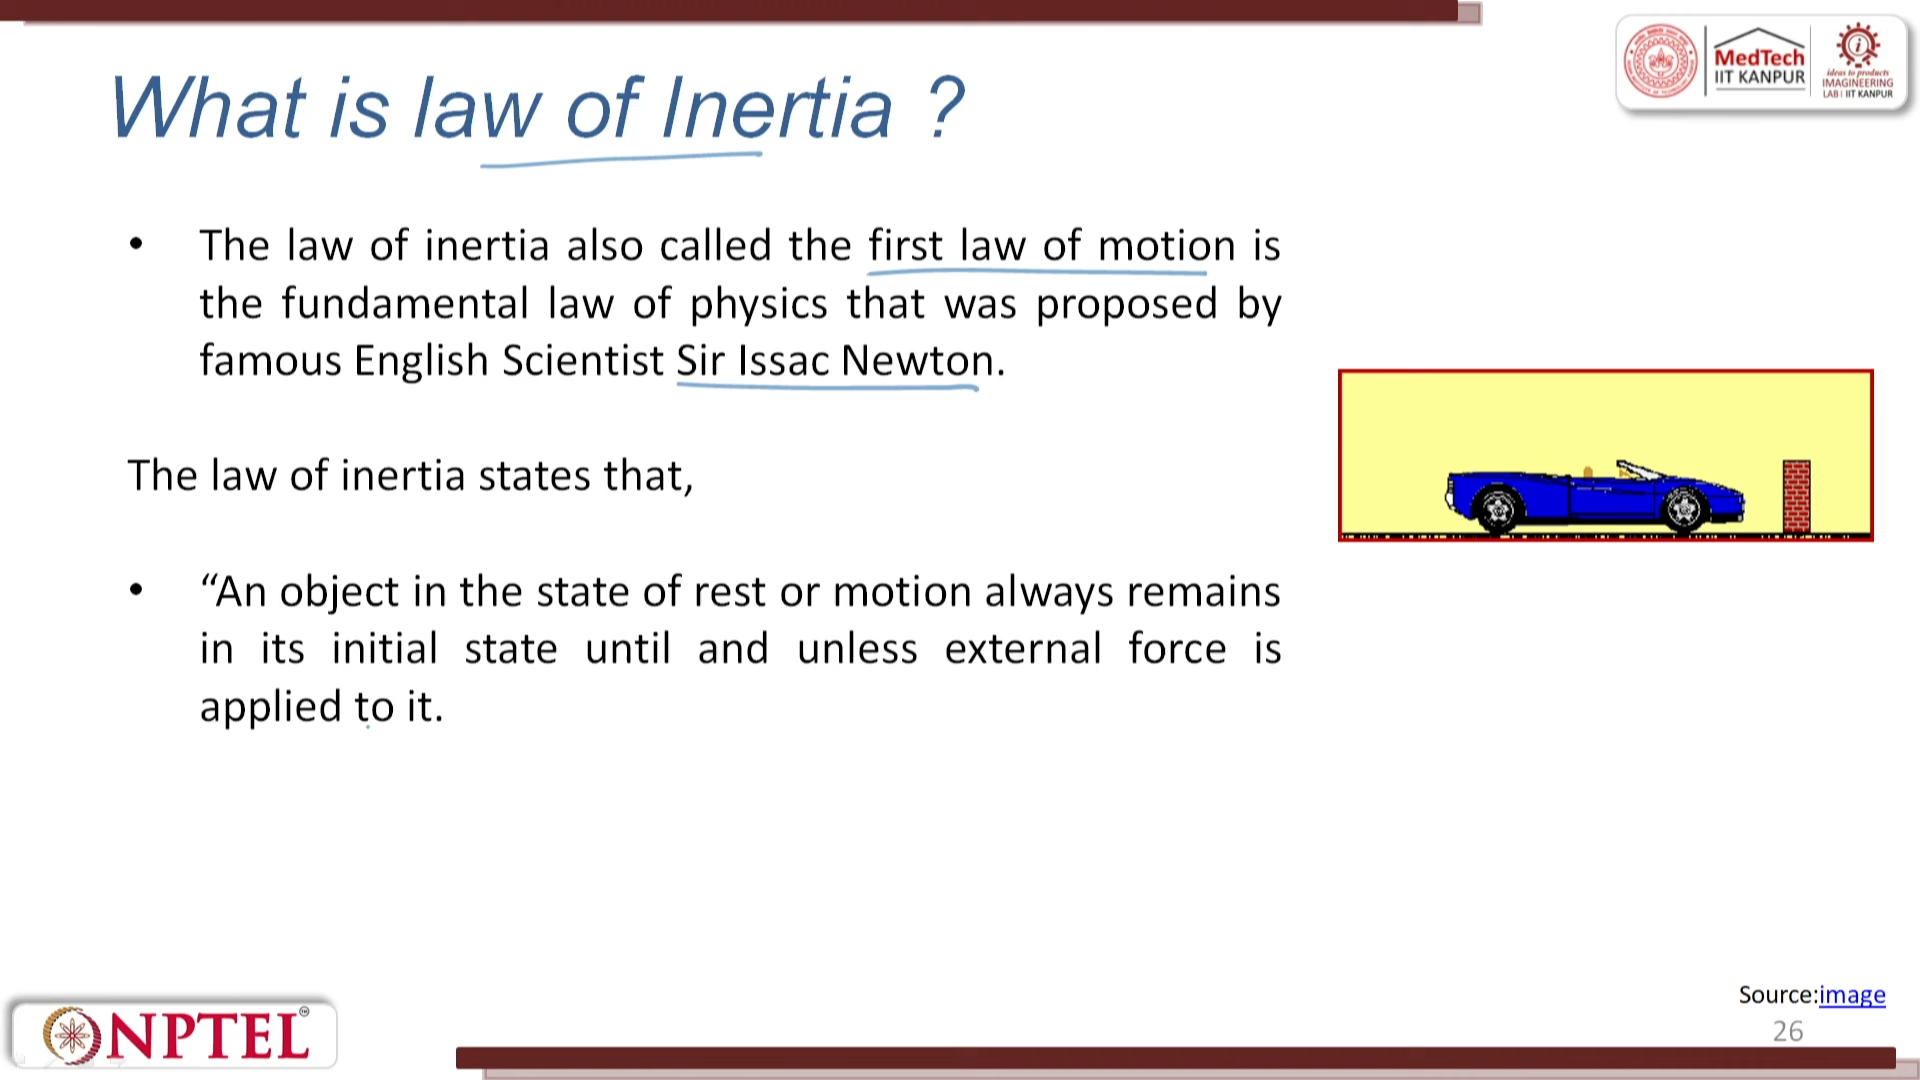 What is law of Inertia ?
MedTech
IIT KANPUR
ideas to products
IMAGINEERING
LAB | IIT KANPUR
• The law of inertia also called the first law of motion is
the fundamental law of physics that was proposed by
famous English Scientist Sir Issac Newton.
The law of inertia states that,
• “An object in the state of rest or motion always remains
in its initial state until and unless external force is
applied to it.
Source:image
26
NPTEL